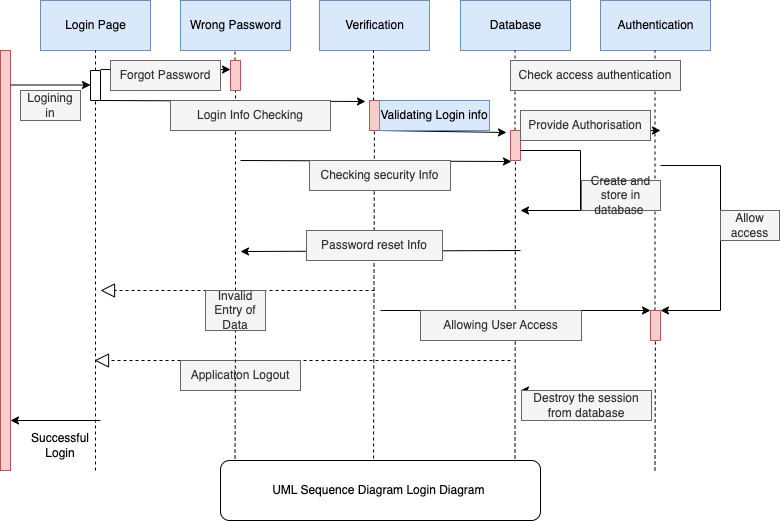 Login Page
Wrong Password
Verification
Database
Authentication
Forgot Password
Check access authentication
Logining
in
Login Info Checking
Validating Login info
Provide Authorisation
Checking security Info
Create and
store in
database
Allow
access
Password reset Info
Invalid
Entry of
Data
Allowing User Access
Application Logout
Destroy the session
from database
Successful
Login
UML Sequence Diagram Login Diagram